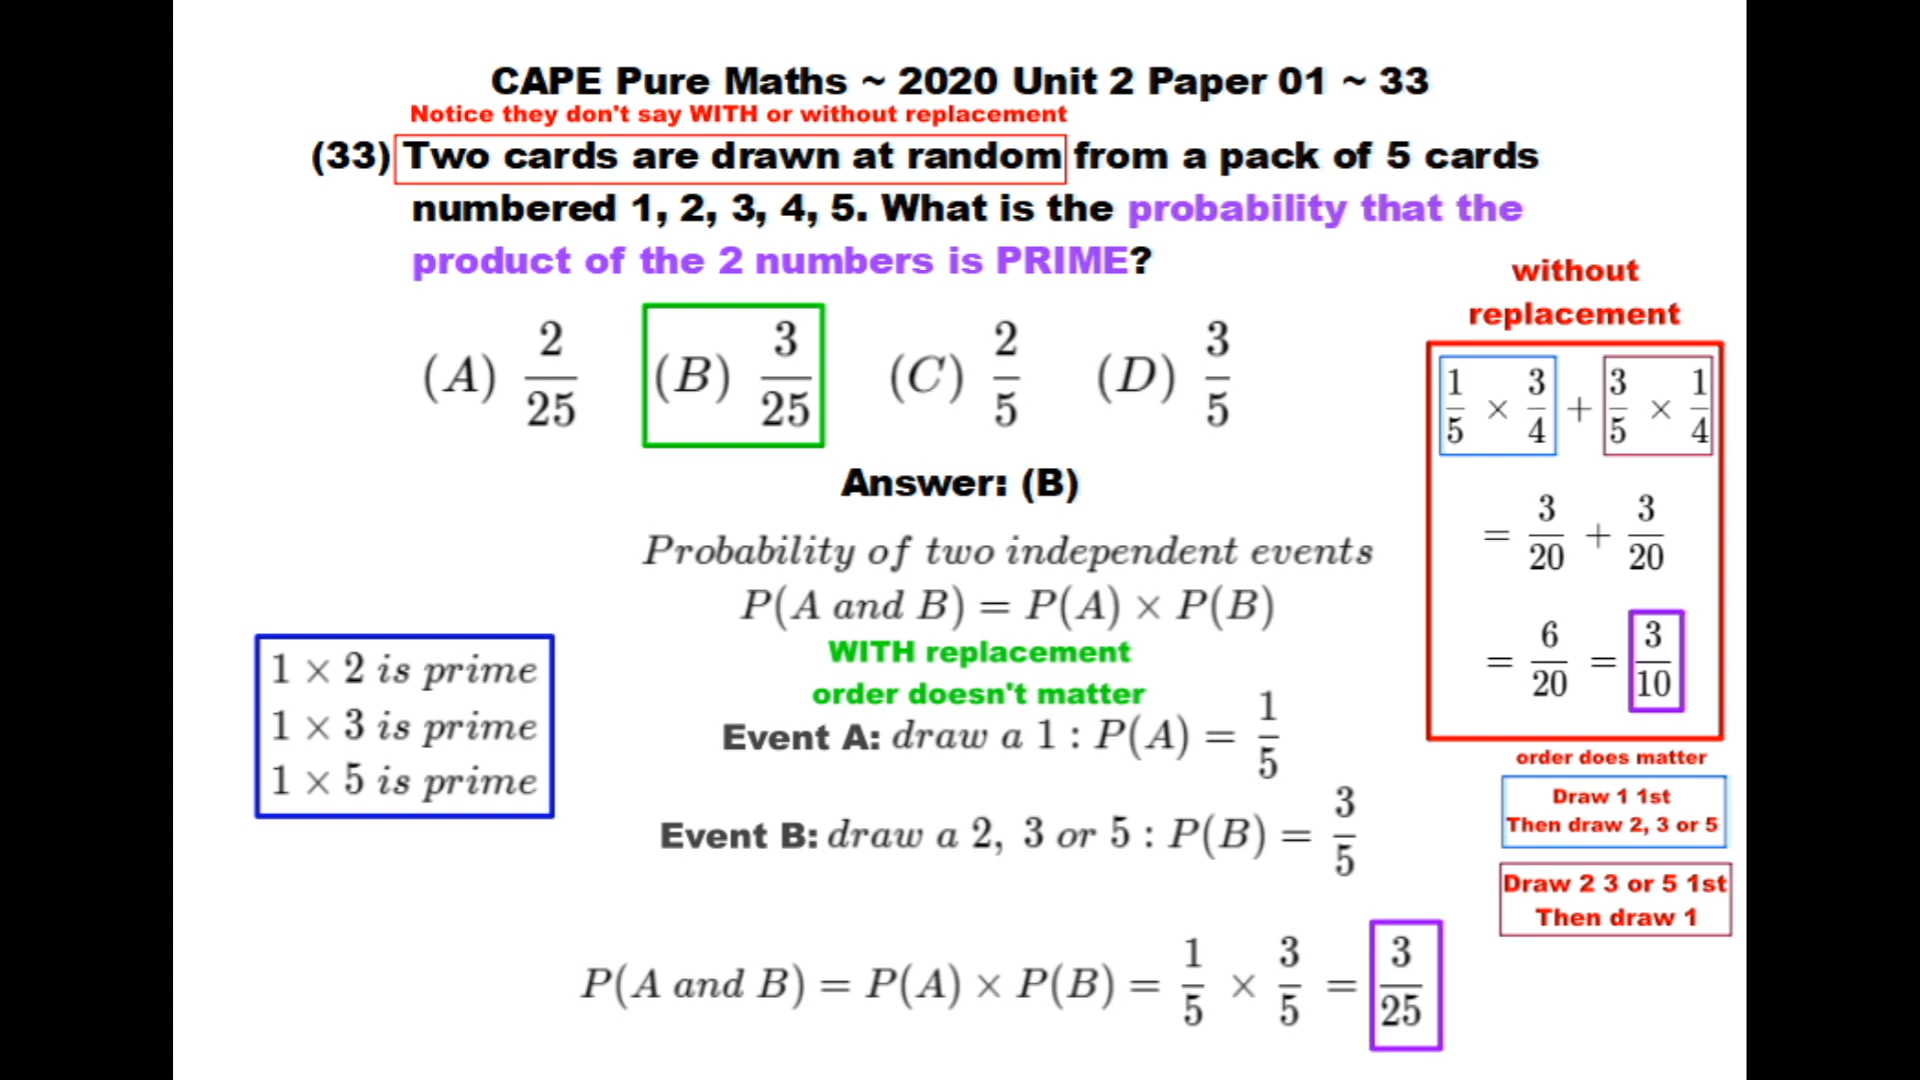 CAPE Pure Maths ~ 2020 Unit 2 Paper 01 ~ 33
Notice they don't say WITH or without replacement
(33) Two cards are drawn at random from a pack of 5 cards
numbered 1, 2, 3, 4, 5. What is the probability that the
product of the 2 numbers is PRIME?
(A) 2/25 (B) 3/25 (C) 2/5 (D) 3/5
Answer: (B)
Probability of two independent events
P(A and B) = P(A) × P(B)
WITH replacement
order doesn't matter
Event A: draw a 1 : P(A) = 1/5
Event B: draw a 2, 3 or 5 : P(B) = 3/5
P(A and B) = P(A) × P(B) = 1/5 × 3/5 = 3/25
1 × 2 is prime
1 × 3 is prime
1 × 5 is prime
without
replacement
1/5 × 3/4 + 3/5 × 1/4
= 3/20 + 3/20
= 6/20 = 3/10
order does matter
Draw 1 1st
Then draw 2, 3 or 5
Draw 2 3 or 5 1st
Then draw 1